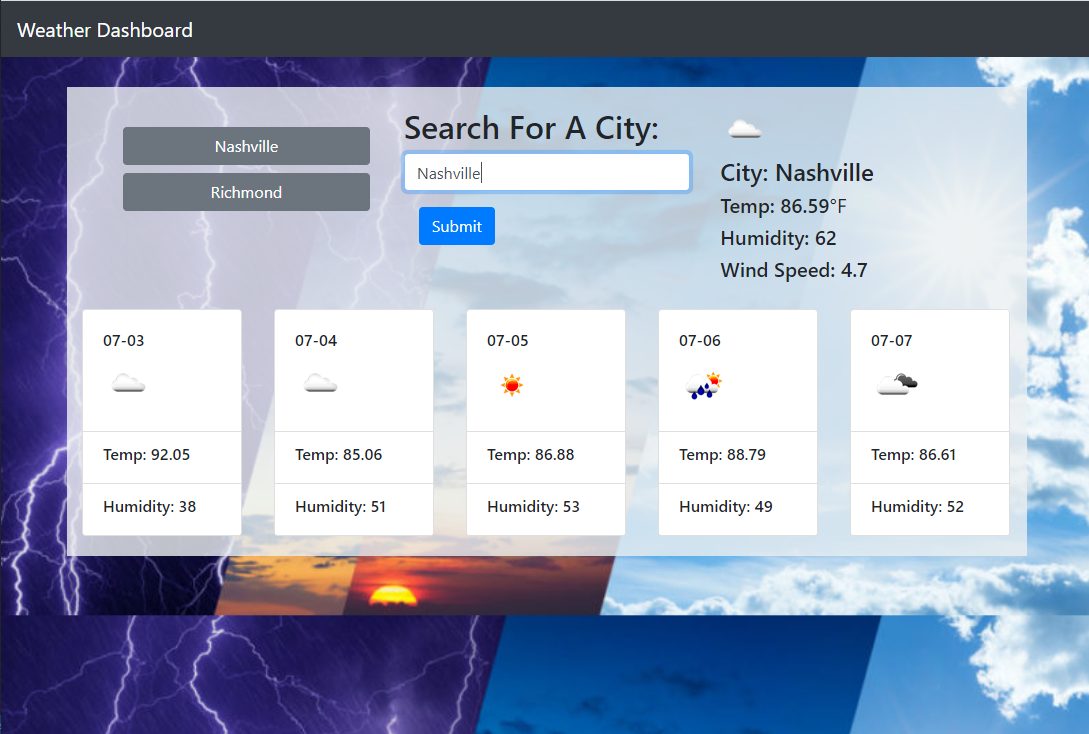 Weather Dashboard
Nashville
Richmond
Search For A City:
Nashville
Submit
City: Nashville
Temp: 86.59°F
Humidity: 62
Wind Speed: 4.7
07-03
Temp: 92.05
Humidity: 38
07-04
Temp: 85.06
Humidity: 51
07-05
Temp: 86.88
Humidity: 53
07-06
Temp: 88.79
Humidity: 49
07-07
Temp: 86.61
Humidity: 52